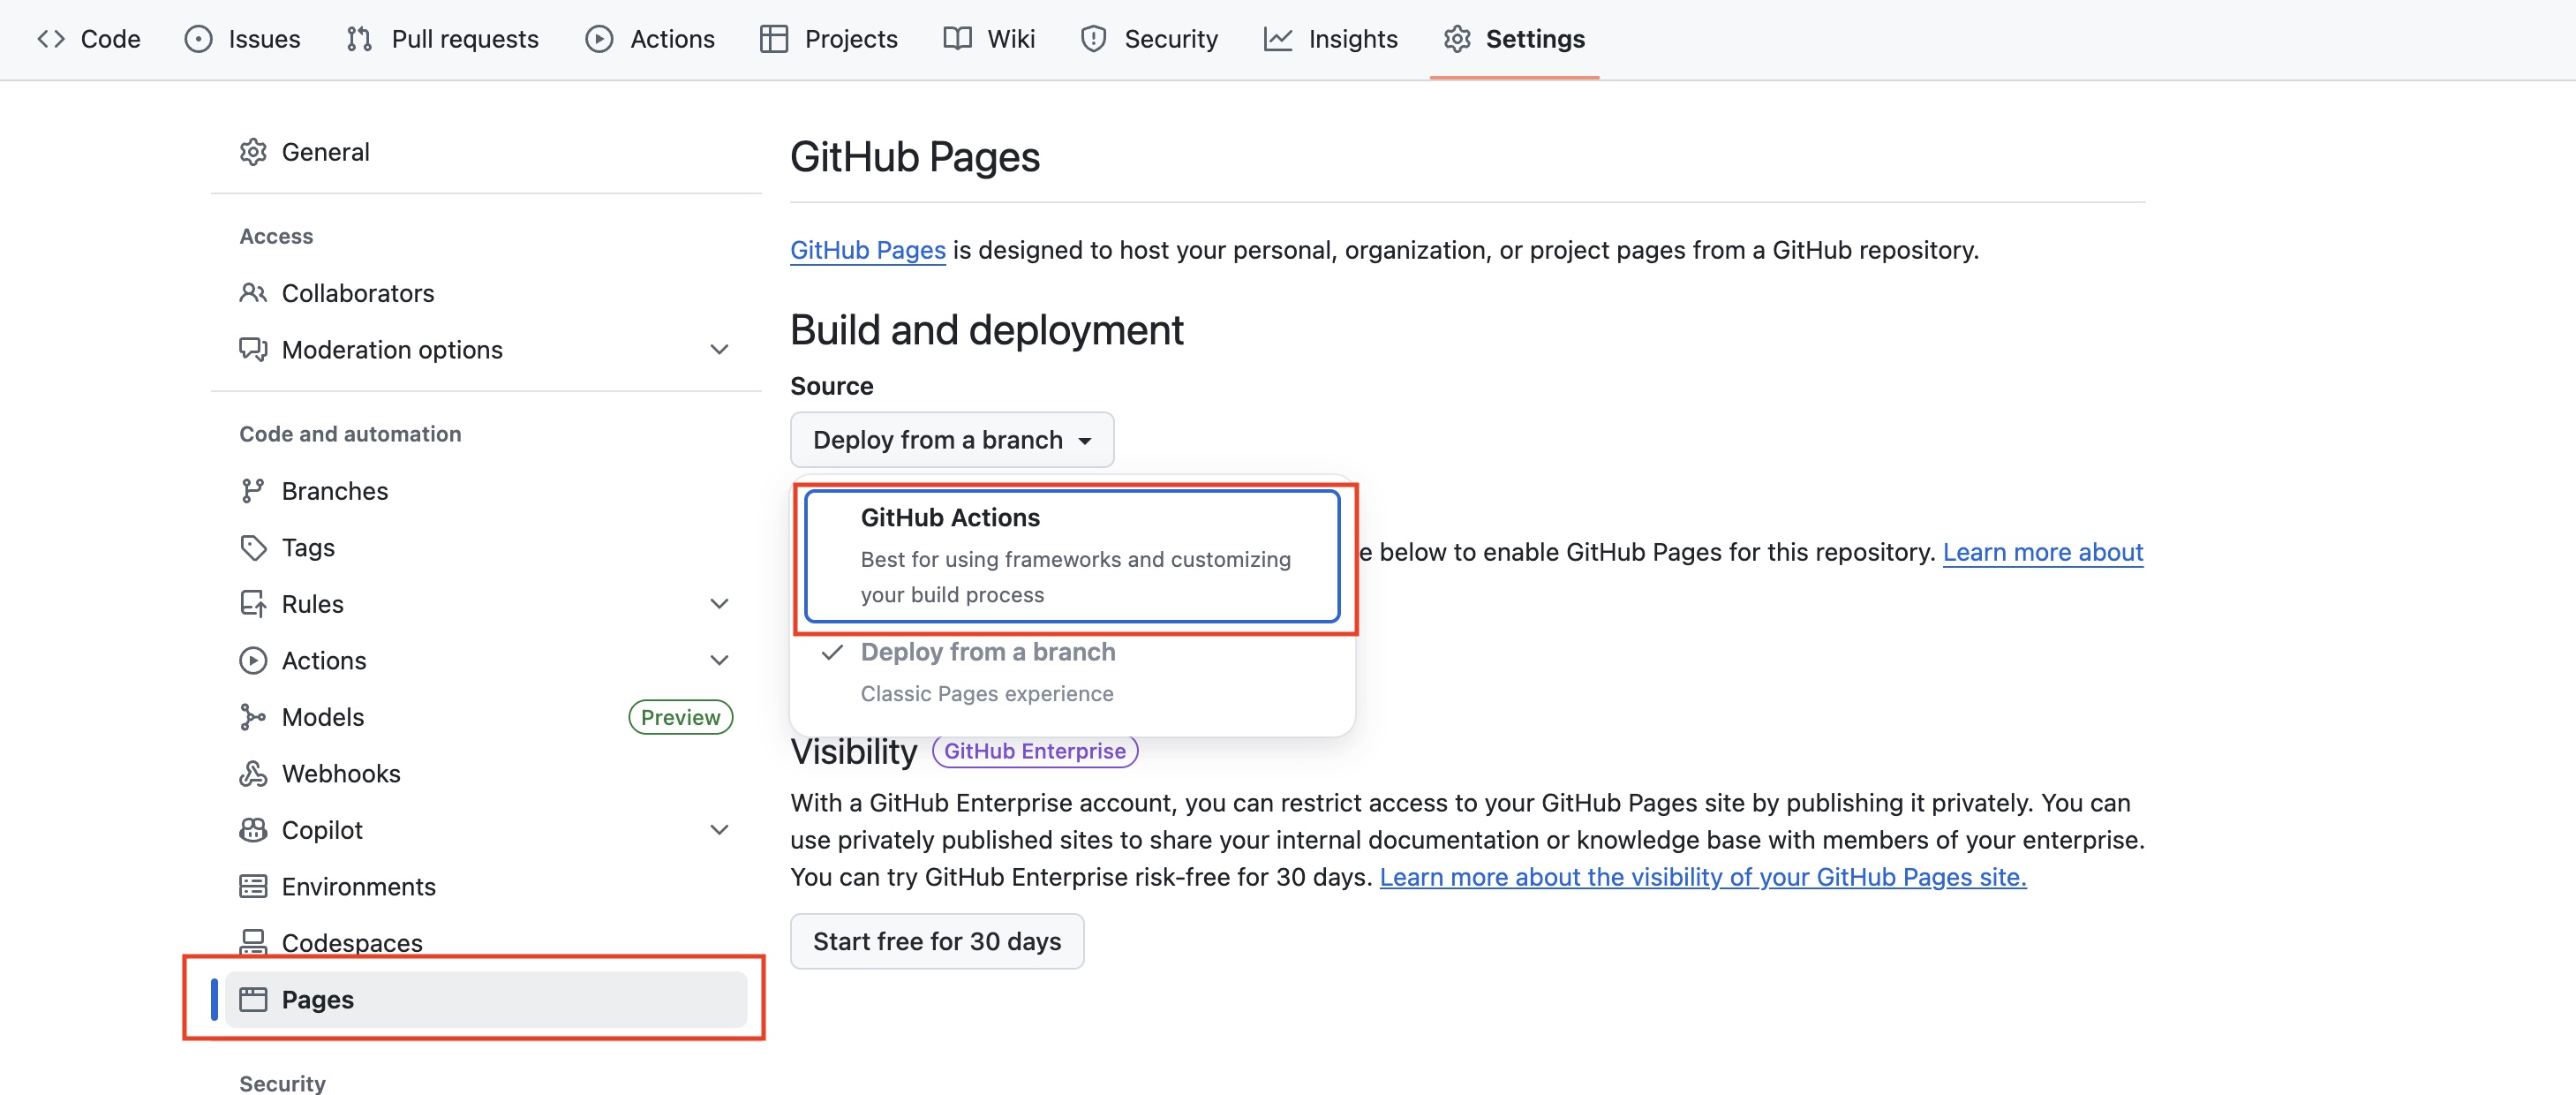 Code Issues Pull requests Actions Projects Wiki Security Insights Settings
General
Access
Collaborators
Moderation options
Code and automation
Branches
Tags
Rules
Actions
Models Preview
Webhooks
Copilot
Environments
Codespaces
Pages
Security
GitHub Pages
GitHub Pages is designed to host your personal, organization, or project pages from a GitHub repository.
Build and deployment
Source
Deploy from a branch
GitHub Actions
Best for using frameworks and customizing
your build process
e below to enable GitHub Pages for this repository. Learn more about
Deploy from a branch
Classic Pages experience
Visibility GitHub Enterprise
With a GitHub Enterprise account, you can restrict access to your GitHub Pages site by publishing it privately. You can
use privately published sites to share your internal documentation or knowledge base with members of your enterprise.
You can try GitHub Enterprise risk-free for 30 days. Learn more about the visibility of your GitHub Pages site.
Start free for 30 days